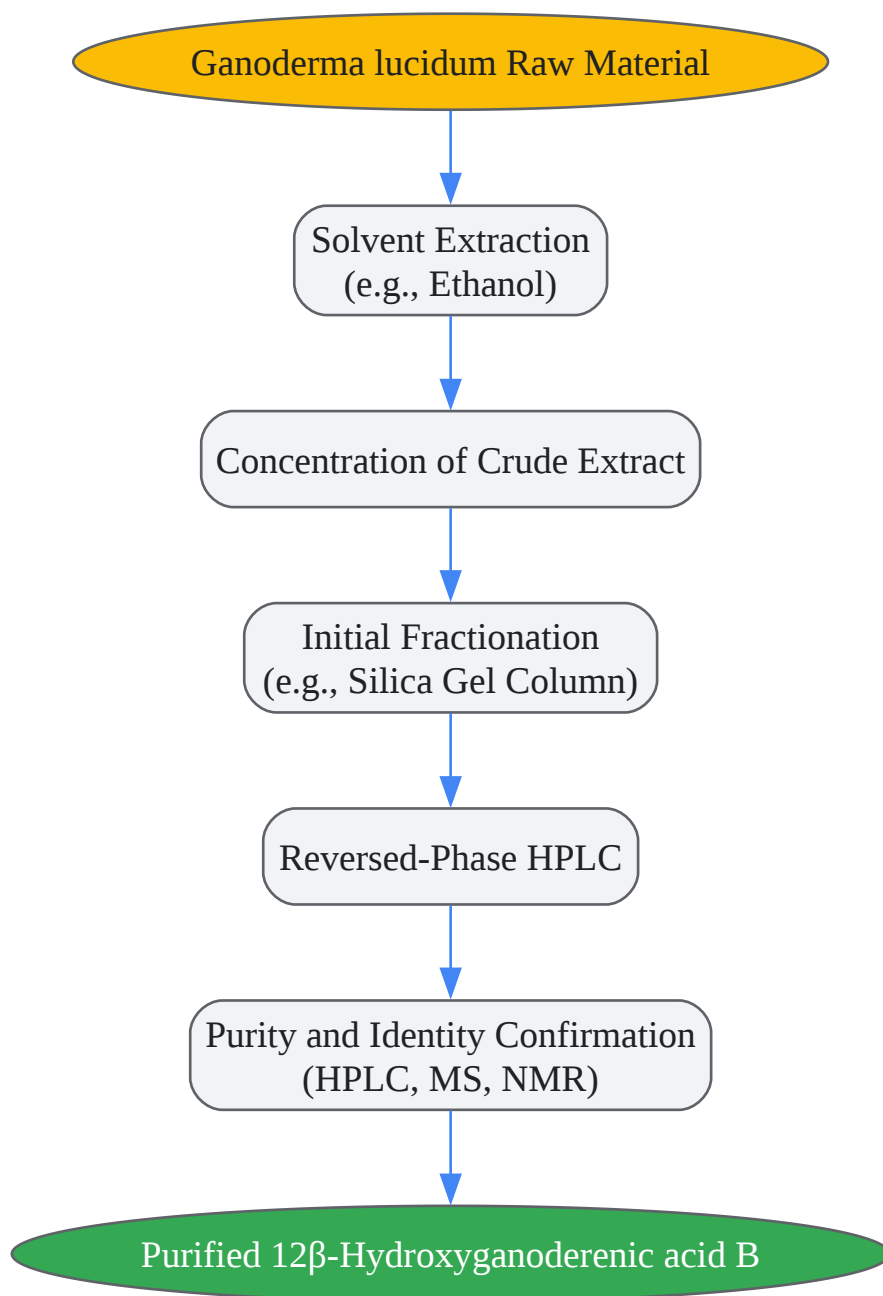 Ganoderma lucidum Raw Material
Solvent Extraction
(e.g., Ethanol)
Concentration of Crude Extract
Initial Fractionation
(e.g., Silica Gel Column)
Reversed-Phase HPLC
Purity and Identity Confirmation
(HPLC, MS, NMR)
Purified 12β-Hydroxyganoderenic acid B